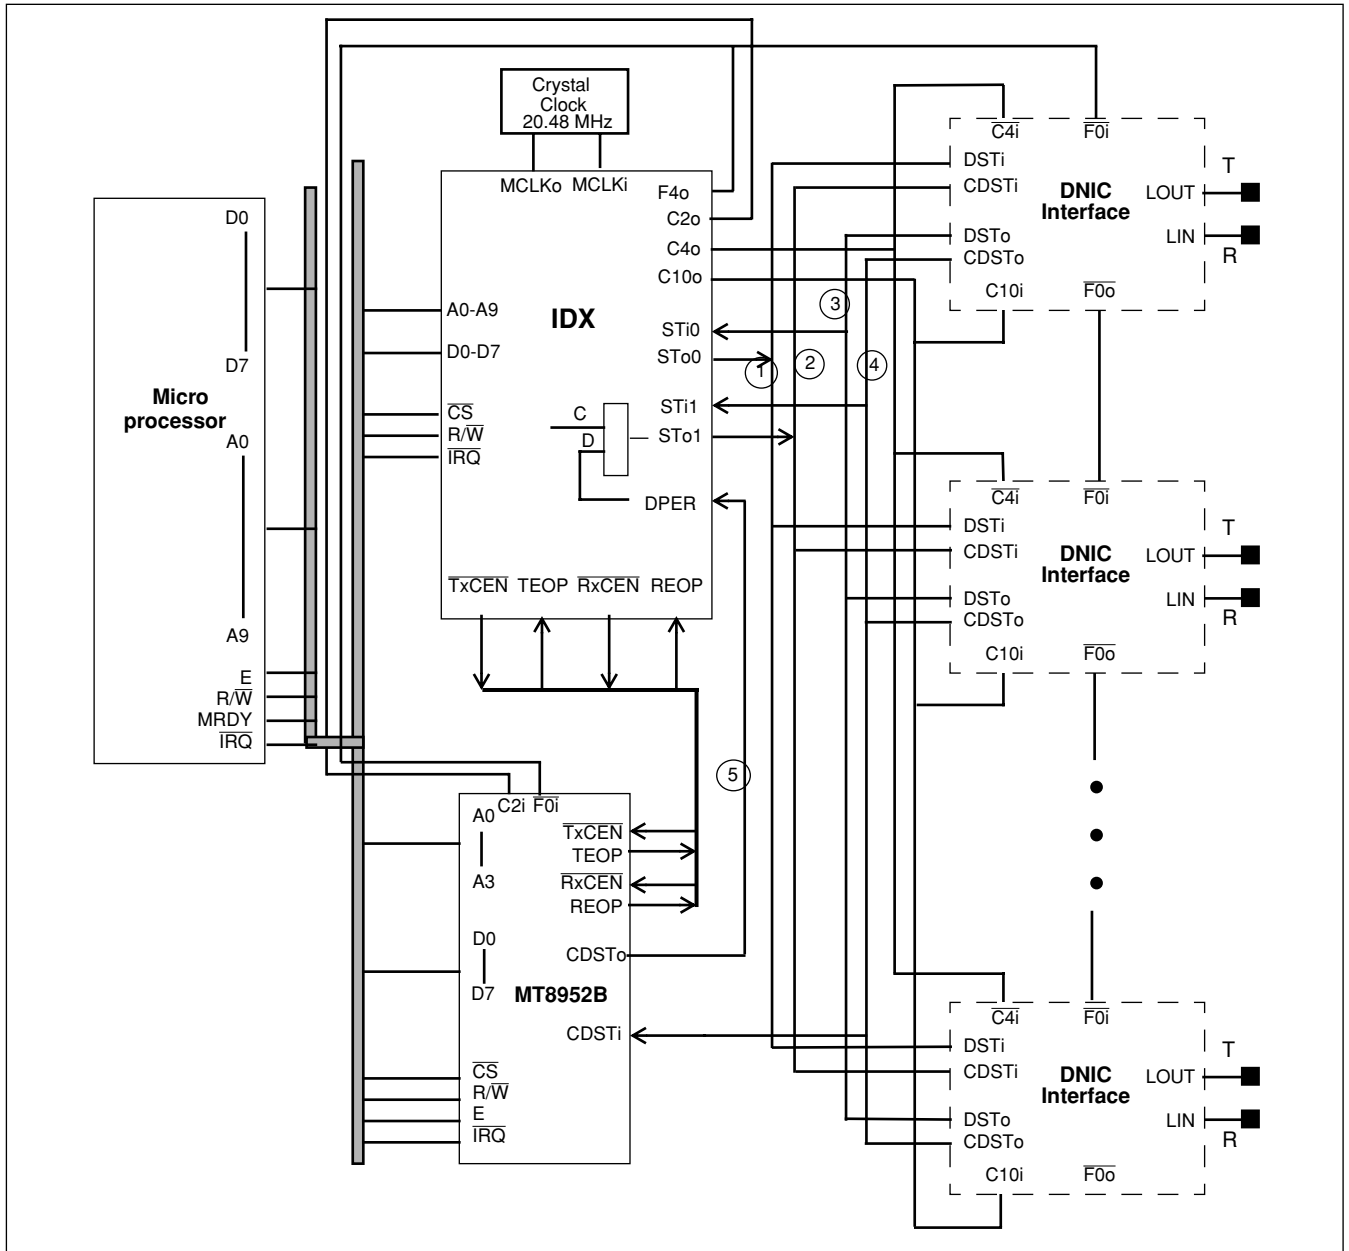 Crystal
Clock
20.48 MHz
MCLKo MCLKi
F4o
C2o
C4o
C10o
IDX
A0-A9
D0-D7
CS
R/W
IRQ
STi0
STo0
STi1
STo1
C
D
DPER
TxCEN TEOP RxCEN REOP
D0
D7
Micro
processor
A0
A9
E
R/W
MRDY
IRQ
1
2
3
4
5
C2i F0i
A0
A3
D0
D7
MT8952B
TxCEN
TEOP
RxCEN
REOP
CDSTo
CDSTi
CS
R/W
E
IRQ
C4i F0i
DSTi
CDSTi
DSTo
CDSTo
C10i F0o
DNIC
Interface
LOUT
LIN
T
R
C4i F0i
DSTi
CDSTi
DSTo
CDSTo
C10i F0o
DNIC
Interface
LOUT
LIN
T
R
C4i F0i
DSTi
CDSTi
DSTo
CDSTo
C10i F0o
DNIC
Interface
LOUT
LIN
T
R